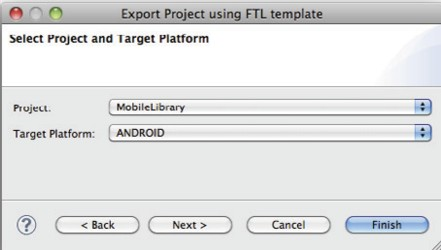 Export Project using FTL template
Select Project and Target Platform
Project: MobileLibrary
Target Platform: ANDROID
? < Back Next > Cancel Finish